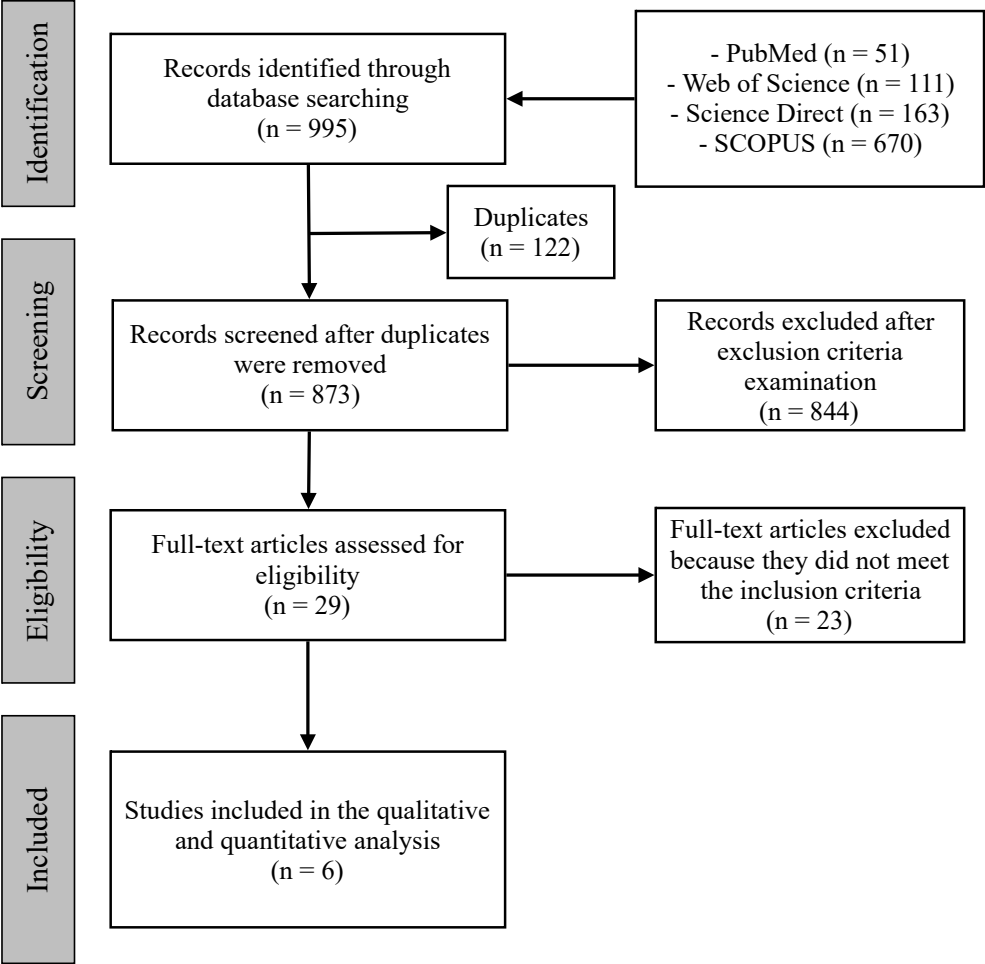 Identification
Records identified through
database searching
(n = 995)
- PubMed (n = 51)
- Web of Science (n = 111)
- Science Direct (n = 163)
- SCOPUS (n = 670)
Duplicates
(n = 122)
Screening
Records screened after duplicates
were removed
(n = 873)
Records excluded after
exclusion criteria
examination
(n = 844)
Eligibility
Full-text articles assessed for
eligibility
(n = 29)
Full-text articles excluded
because they did not meet
the inclusion criteria
(n = 23)
Included
Studies included in the qualitative
and quantitative analysis
(n = 6)